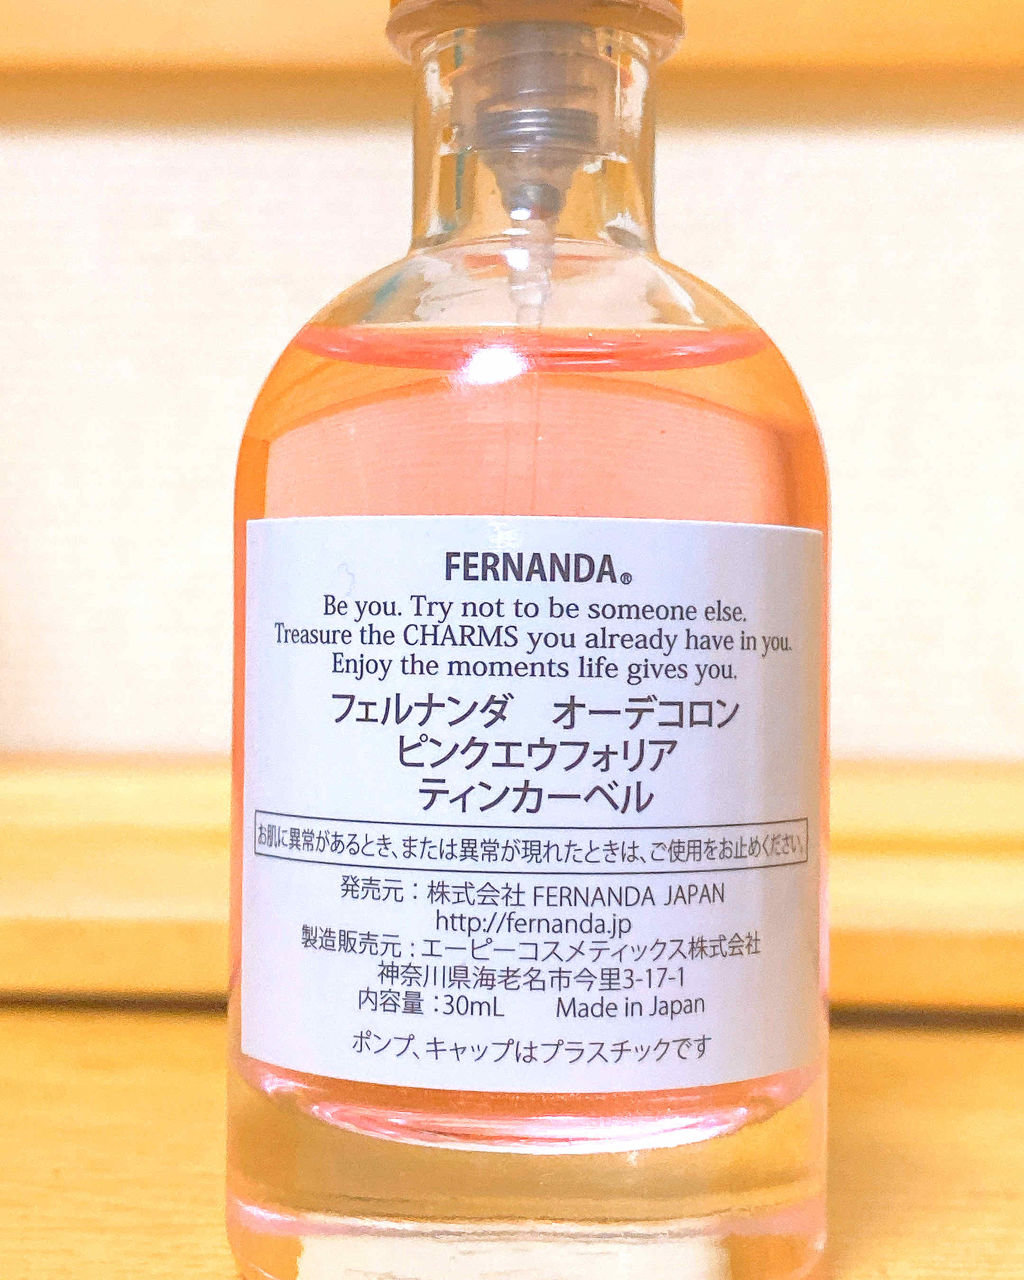 FERNANDA®
Be you. Try not to be someone else.
Treasure the CHARMS you already have in you.
Enjoy the moments life gives you.
フェルナンダ　オーデコロン
ピンクエウフォリア
ティンカーベル
お肌に異常があるとき、または異常が現れたときは、ご使用をお止めください。
発売元：株式会社 FERNANDA JAPAN
http://fernanda.jp
製造販売元：エーピーコスメティックス株式会社
神奈川県海老名市今里3-17-1
内容量：30mL　　Made in Japan
ポンプ、キャップはプラスチックです